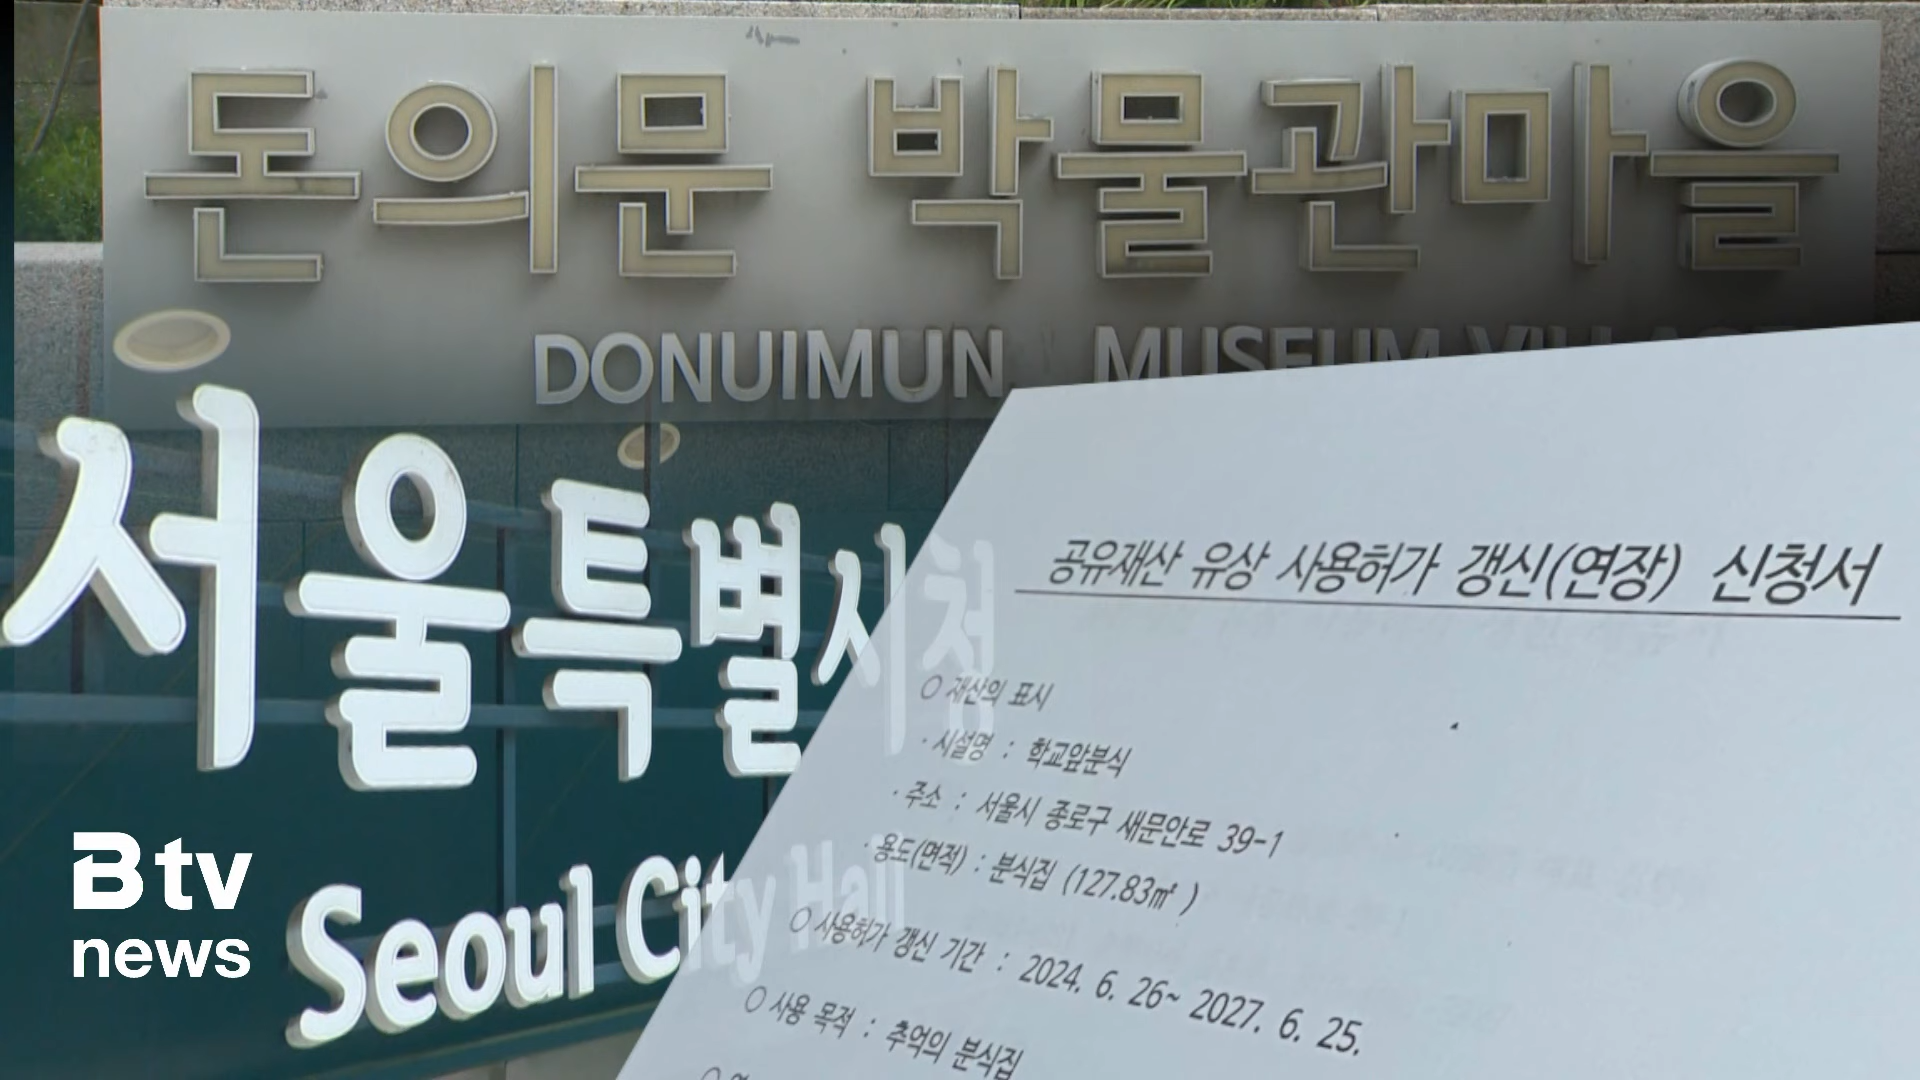 돈의문 박물관마을
DONUIMUN MUSEUM VILLAGE
서울특별시청
Seoul City Hall
B tv
news
공유재산 유상 사용허가 갱신(연장) 신청서
○ 재산의 표시
· 시설명 : 학교앞분식
· 주소 : 서울시 종로구 새문안로 39-1
· 용도(면적) : 분식집 (127.83㎡)
○ 사용허가 갱신 기간 : 2024. 6. 26~ 2027. 6. 25.
○ 사용 목적 : 추억의 분식집